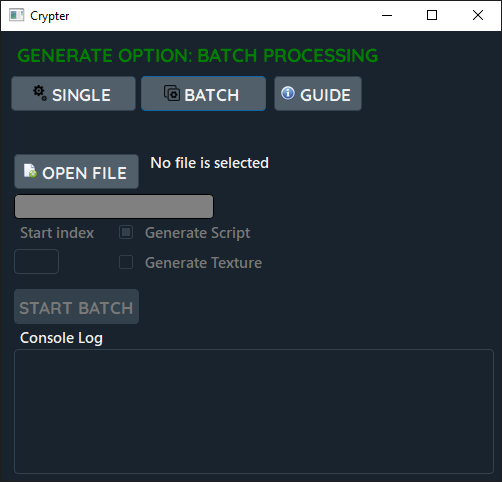 Crypter
GENERATE OPTION: BATCH PROCESSING
SINGLE
BATCH
GUIDE
OPEN FILE
No file is selected
Start index
Generate Script
Generate Texture
START BATCH
Console Log